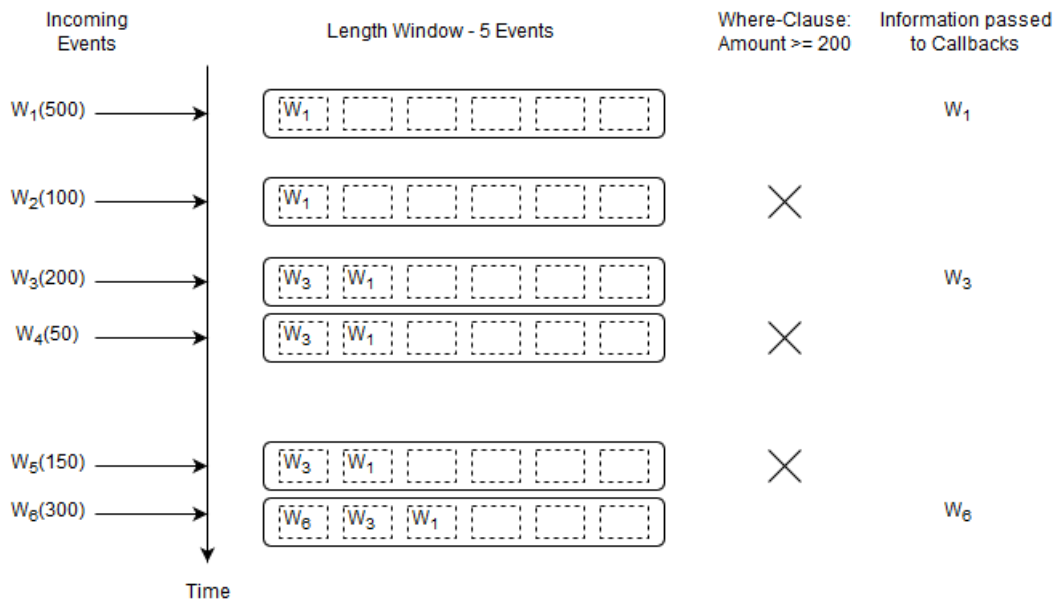 Incoming
Events
Length Window - 5 Events
Where-Clause:
Amount >= 200
Information passed
to Callbacks
W₁(500)
W₁
W₁
W₂(100)
W₁
W₃(200)
W₃ W₁
W₃
W₄(50)
W₃ W₁
W₅(150)
W₃ W₁
W₆(300)
W₆ W₃ W₁
W₆
Time